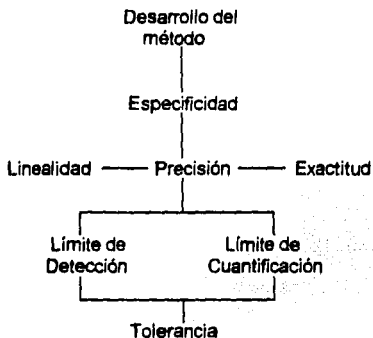 Desarrollo del
método
Especificidad
Linealidad Precisión Exactitud
Límite de Límite de
Detección Cuantificación
Tolerancia